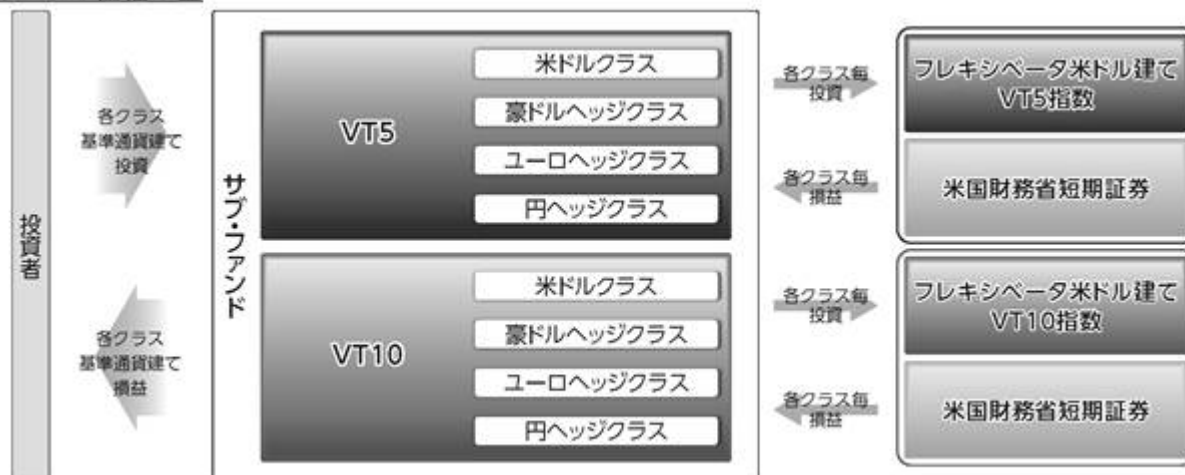 投資者
各クラス
基準通貨建て
投資
各クラス
基準通貨建て
損益
サブ・ファンド
VT5
米ドルクラス
豪ドルヘッジクラス
ユーロヘッジクラス
円ヘッジクラス
VT10
米ドルクラス
豪ドルヘッジクラス
ユーロヘッジクラス
円ヘッジクラス
各クラス毎
投資
各クラス毎
損益
各クラス毎
投資
各クラス毎
損益
フレキシベータ米ドル建て
VT5指数
米国財務省短期証券
フレキシベータ米ドル建て
VT10指数
米国財務省短期証券